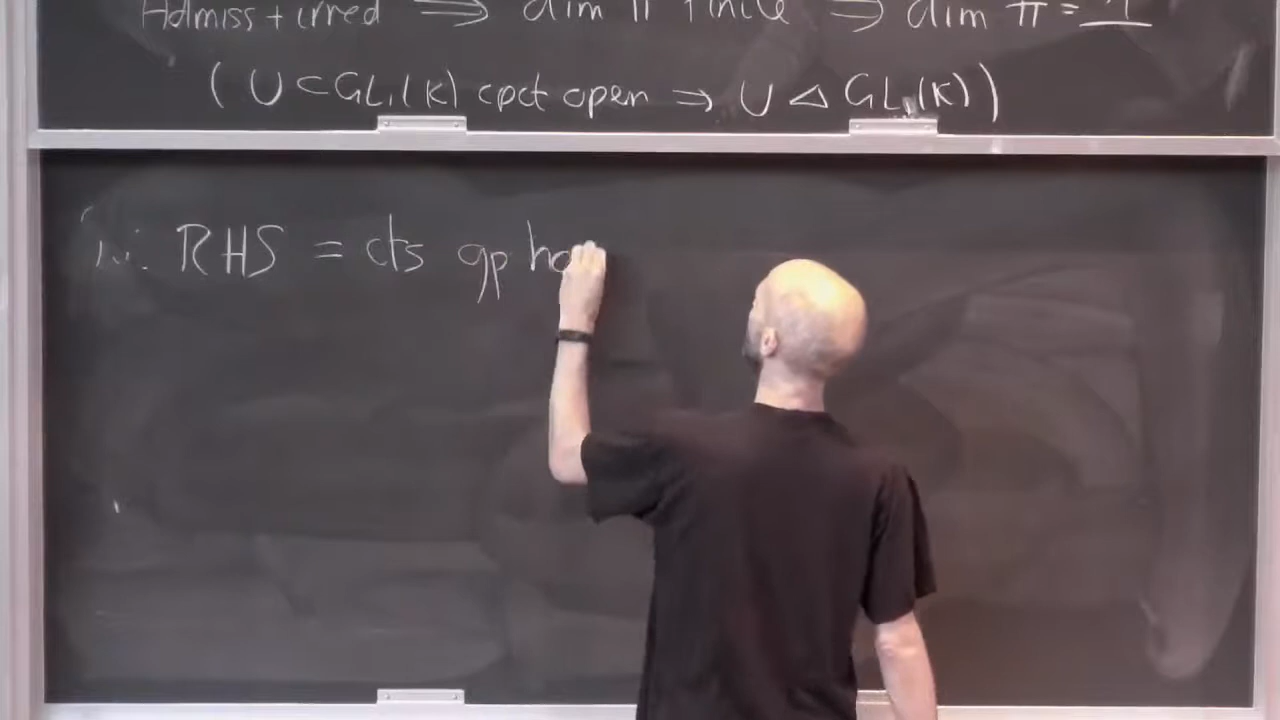 Admiss + irred ⟹ dim π finite ⟹ dim π = 1
( U ⊂ GL₁(K) cpct open ⟹ U ◁ GL₁(K) )
RHS = cts gp ho